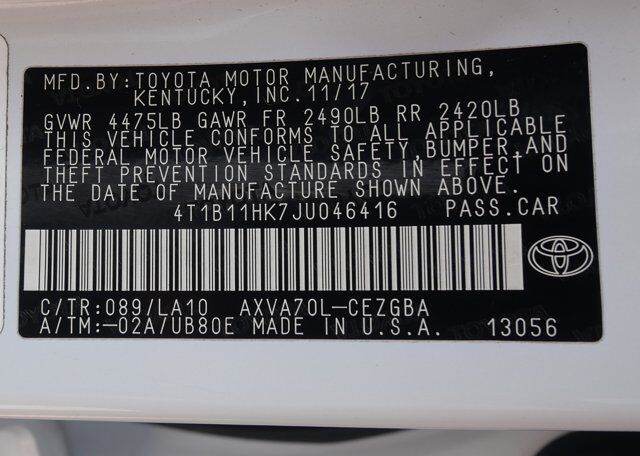 MFD.BY:TOYOTA MOTOR MANUFACTURING,
KENTUCKY,INC.11/17
GVWR 4475LB GAWR FR 2490LB RR 2420LB
THIS VEHICLE CONFORMS TO ALL APPLICABLE
FEDERAL MOTOR VEHICLE SAFETY,BUMPER,AND
THEFT PREVENTION STANDARDS IN EFFECT ON
THE DATE OF MANUFACTURE SHOWN ABOVE.
4T1B11HK7JU046416 PASS.CAR
C/TR:089/LA10 AXVA70L-CEZGBA
A/TM:-02A/UB80E MADE IN U.S.A. 13056